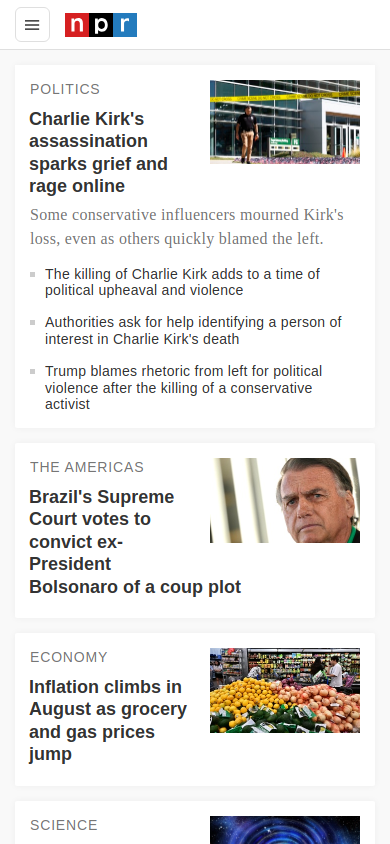 npr
POLITICS
Charlie Kirk's
assassination
sparks grief and
rage online
Some conservative influencers mourned Kirk's
loss, even as others quickly blamed the left.
The killing of Charlie Kirk adds to a time of
political upheaval and violence
Authorities ask for help identifying a person of
interest in Charlie Kirk's death
Trump blames rhetoric from left for political
violence after the killing of a conservative
activist
THE AMERICAS
Brazil's Supreme
Court votes to
convict ex-
President
Bolsonaro of a coup plot
ECONOMY
Inflation climbs in
August as grocery
and gas prices
jump
SCIENCE